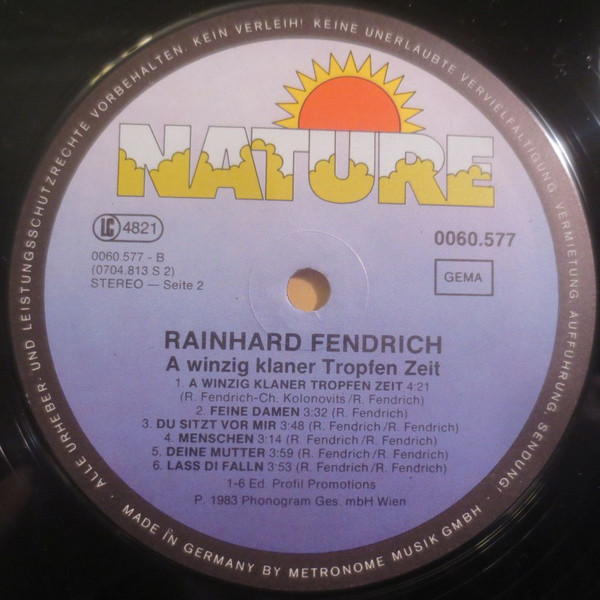 ALLE URHEBER- UND LEISTUNGSSCHUTZRECHTE VORBEHALTEN. KEIN VERLEIH! KEINE UNERLAUBTE VERVIELFÄLTIGUNG, VERMIETUNG, AUFFÜHRUNG, SENDUNG!
NATURE
LC 4821
0060.577
0060.577 - B
(0704.813 S 2)
STEREO — Seite 2
GEMA
RAINHARD FENDRICH
A winzig klaner Tropfen Zeit
1. A WINZIG KLANER TROPFEN ZEIT 4:21
(R. Fendrich-Ch. Kolonovits/R. Fendrich)
2. FEINE DAMEN 3:32 (R. Fendrich)
3. DU SITZT VOR MIR 3:48 (R. Fendrich/R. Fendrich)
4. MENSCHEN 3:14 (R. Fendrich/R. Fendrich)
5. DEINE MUTTER 3:59 (R. Fendrich/R. Fendrich)
6. LASS DI FALLN 3:53 (R. Fendrich/R. Fendrich)
1-6 Ed. Profil Promotions
P. 1983 Phonogram Ges. mbH Wien
· MADE IN GERMANY BY METRONOME MUSIK GMBH ·